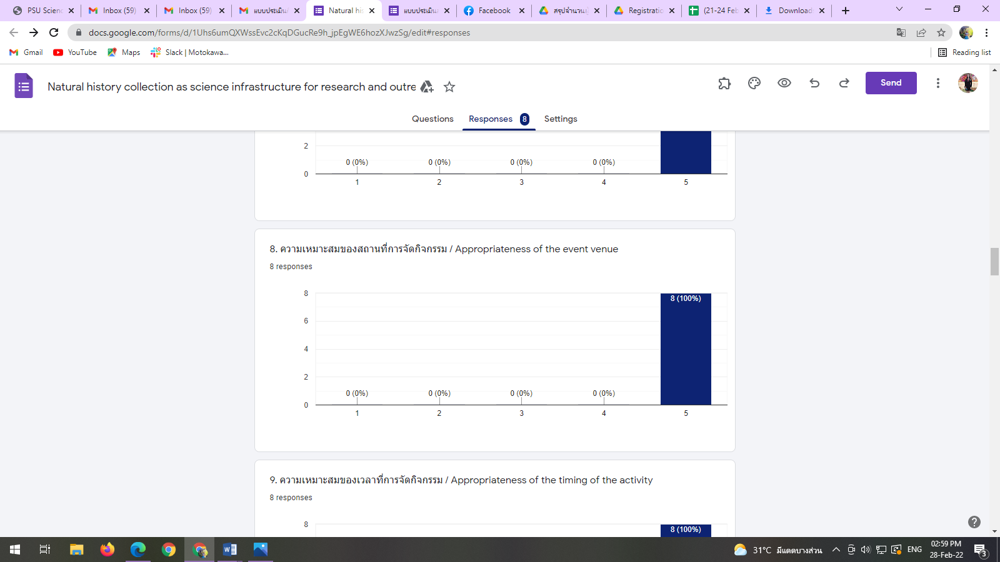 PSU Scienc
Inbox (59)
Inbox (59)
แบบประเมิน
Natural his
แบบประเมิน
Facebook
สรุปจำนวนผู้
Registratio
(21-24 Feb
Download
docs.google.com/forms/d/1Uhs6umQXWssEvc2cKqDGucRe9h_jpEgWE6hozXJwzSg/edit#responses
Gmail
YouTube
Maps
Slack | Motokawa...
Reading list
Natural history collection as science infrastructure for research and outre
Send
Questions
Responses 8
Settings
2
0 (0%) 0 (0%) 0 (0%) 0 (0%)
0
1 2 3 4 5
8. ความเหมาะสมของสถานที่การจัดกิจกรรม / Appropriateness of the event venue
8 responses
8
8 (100%)
6
4
2
0 (0%) 0 (0%) 0 (0%) 0 (0%)
0
1 2 3 4 5
9. ความเหมาะสมของเวลาที่การจัดกิจกรรม / Appropriateness of the timing of the activity
8 responses
8
8 (100%)
31°C มีแดดบางส่วน
ENG
02:59 PM
28-Feb-22
3